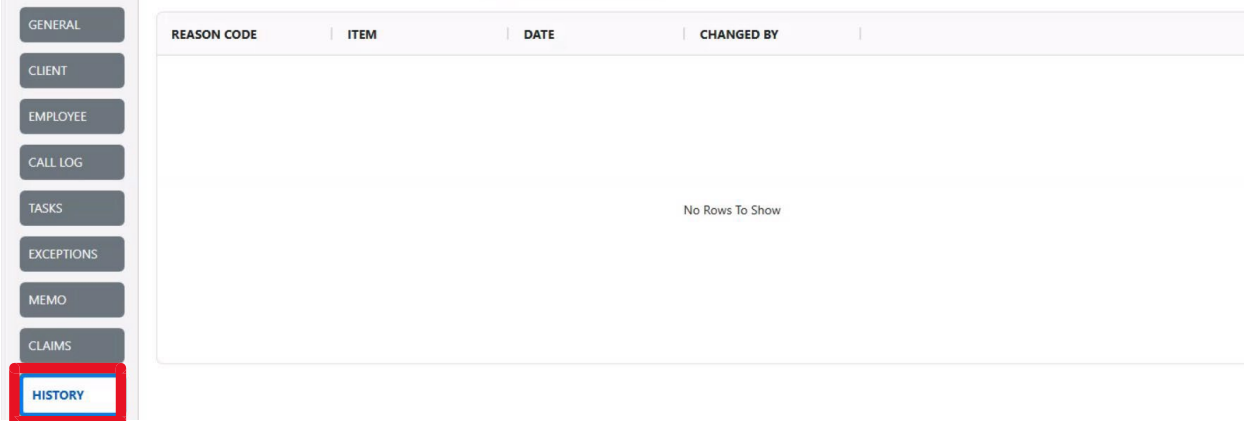 GENERAL
CLIENT
EMPLOYEE
CALL LOG
TASKS
EXCEPTIONS
MEMO
CLAIMS
HISTORY
REASON CODE ITEM DATE CHANGED BY
No Rows To Show